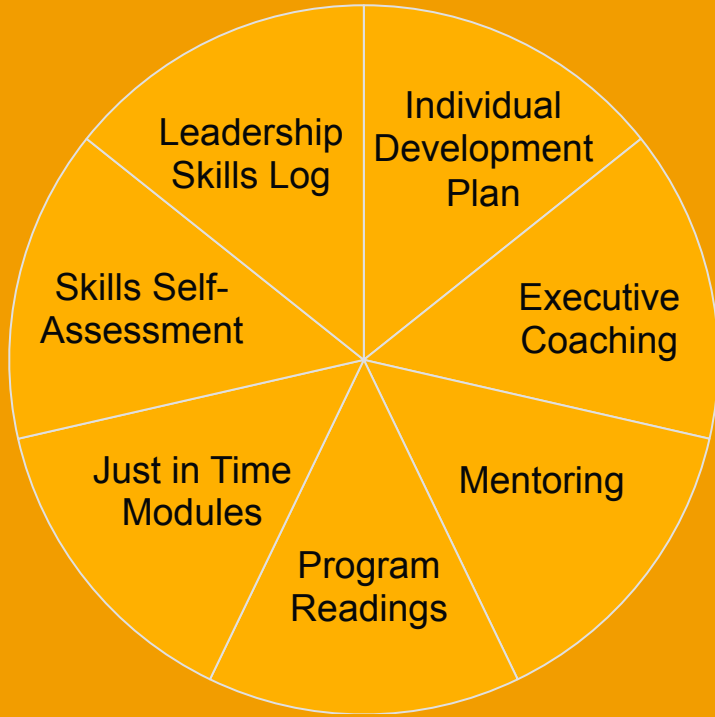 Individual
Development
Plan
Executive
Coaching
Mentoring
Program
Readings
Just in Time
Modules
Skills Self-
Assessment
Leadership
Skills Log